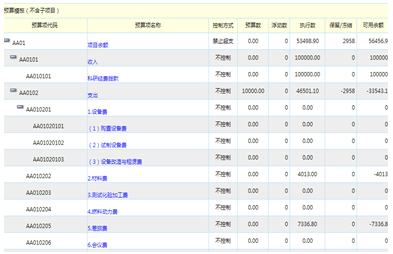 预算模板（不含子项目）
预算项代码 预算项名称 控制方式 预算数 浮动数 执行数 保留/冻结 可用余额
AA01 项目余额 禁止超支 0.00 0 53498.90 2958 56456.9
AA0101 收入 不控制 0.00 0 100000.00 0 100000.0
AA010101 科研经费拨款 不控制 0.00 0 100000.00 0 100000.0
AA0102 支出 不控制 10000.00 0 46501.10 -2958 -33543.1
AA010201 1.设备费 不控制 0.00 0 0.00 0 0.0
AA01020101 （1）购置设备费 不控制 0.00 0 0.00 0 0.0
AA01020102 （2）试制设备费 不控制 0.00 0 0.00 0 0.0
AA01020103 （3）设备改造与租赁费 不控制 0.00 0 0.00 0 0.0
AA010202 2.材料费 不控制 0.00 0 4013.00 0 -4013
AA010203 3.测试化验加工费 不控制 0.00 0 0.00 0 0.0
AA010204 4.燃料动力费 不控制 0.00 0 0.00 0 0.0
AA010205 5.差旅费 不控制 0.00 0 7336.80 0 -7336.8
AA010206 6.会议费 不控制 0.00 0 0.00 0 0.0